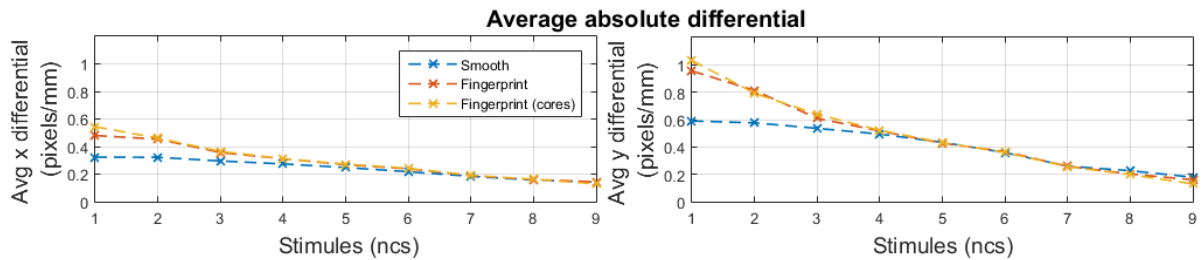 Average absolute differential
Avg x differential
(pixels/mm)
1
0.8
0.6
0.4
0.2
0
1 2 3 4 5 6 7 8 9
Stimules (ncs)
Smooth
Fingerprint
Fingerprint (cores)
Avg y differential
(pixels/mm)
1
0.8
0.6
0.4
0.2
0
1 2 3 4 5 6 7 8 9
Stimules (ncs)